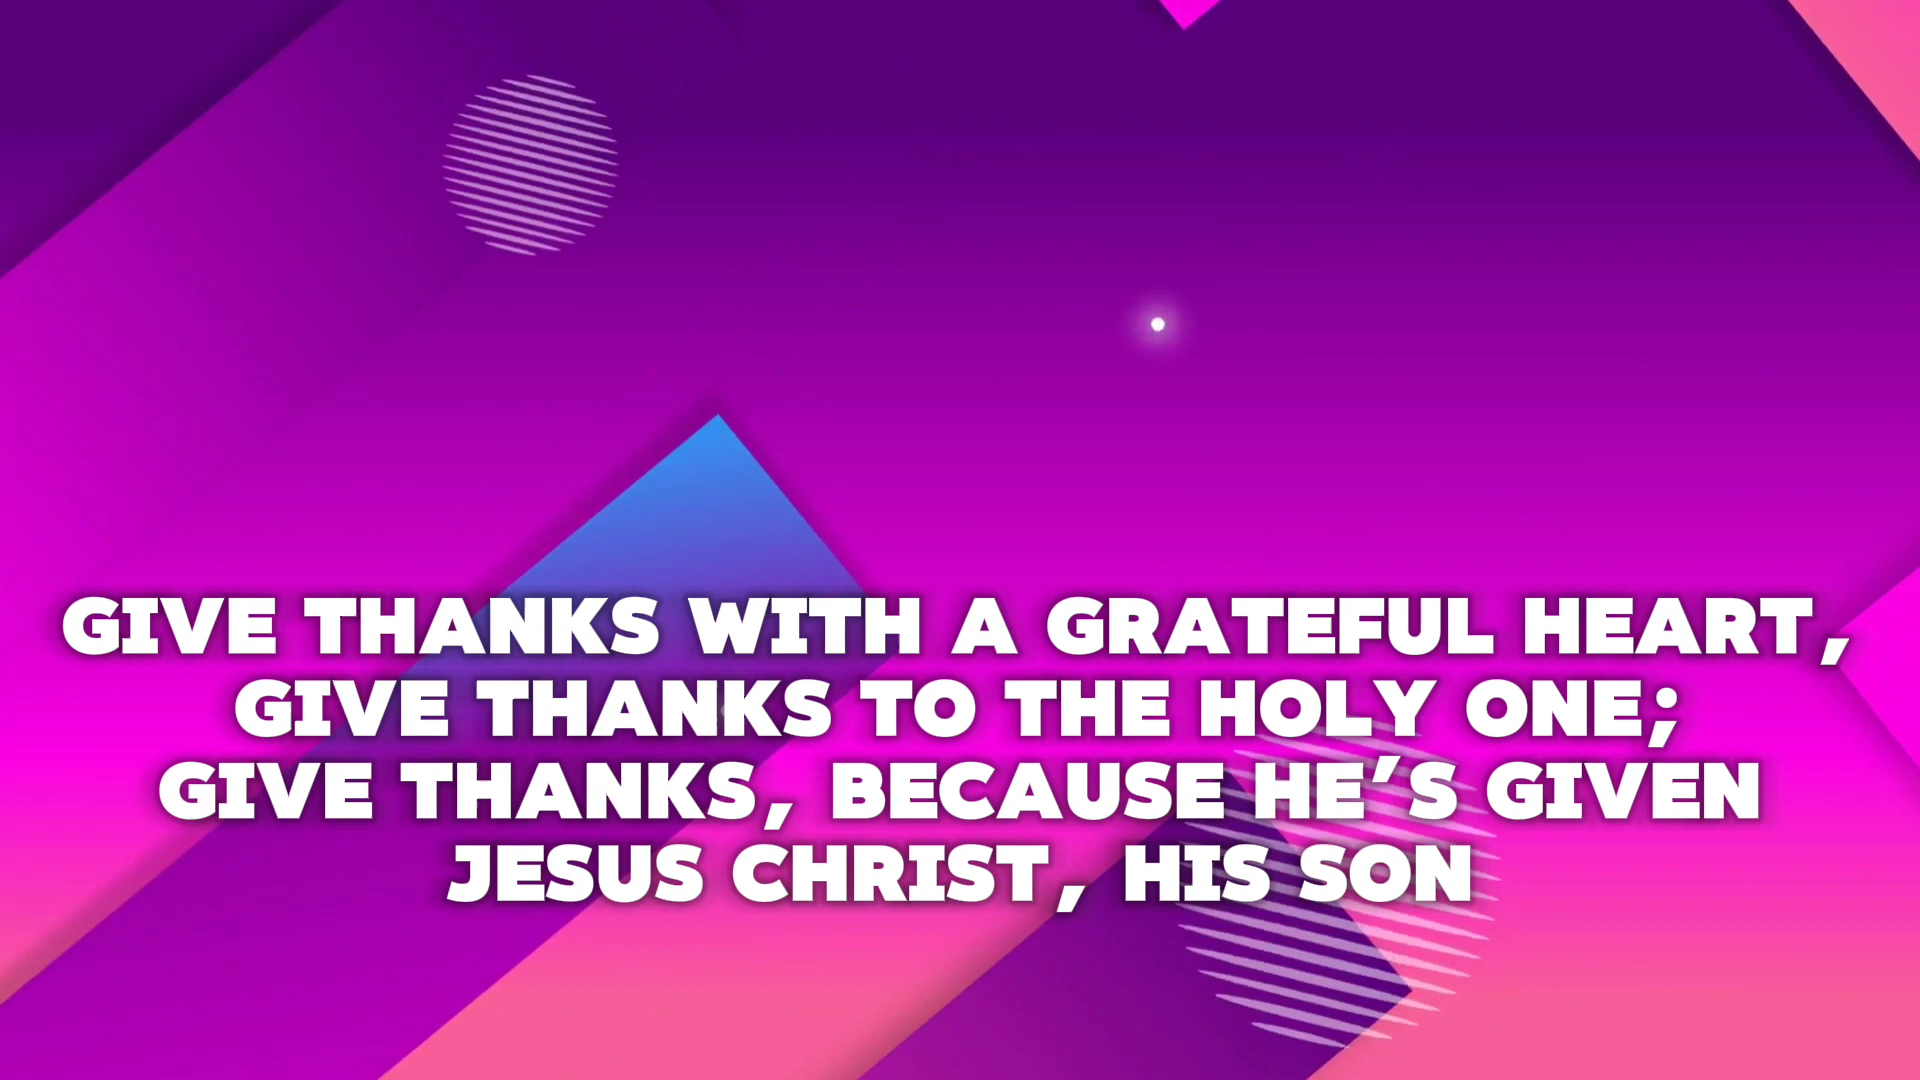 GIVE THANKS WITH A GRATEFUL HEART,
GIVE THANKS TO THE HOLY ONE;
GIVE THANKS, BECAUSE HE'S GIVEN
JESUS CHRIST, HIS SON